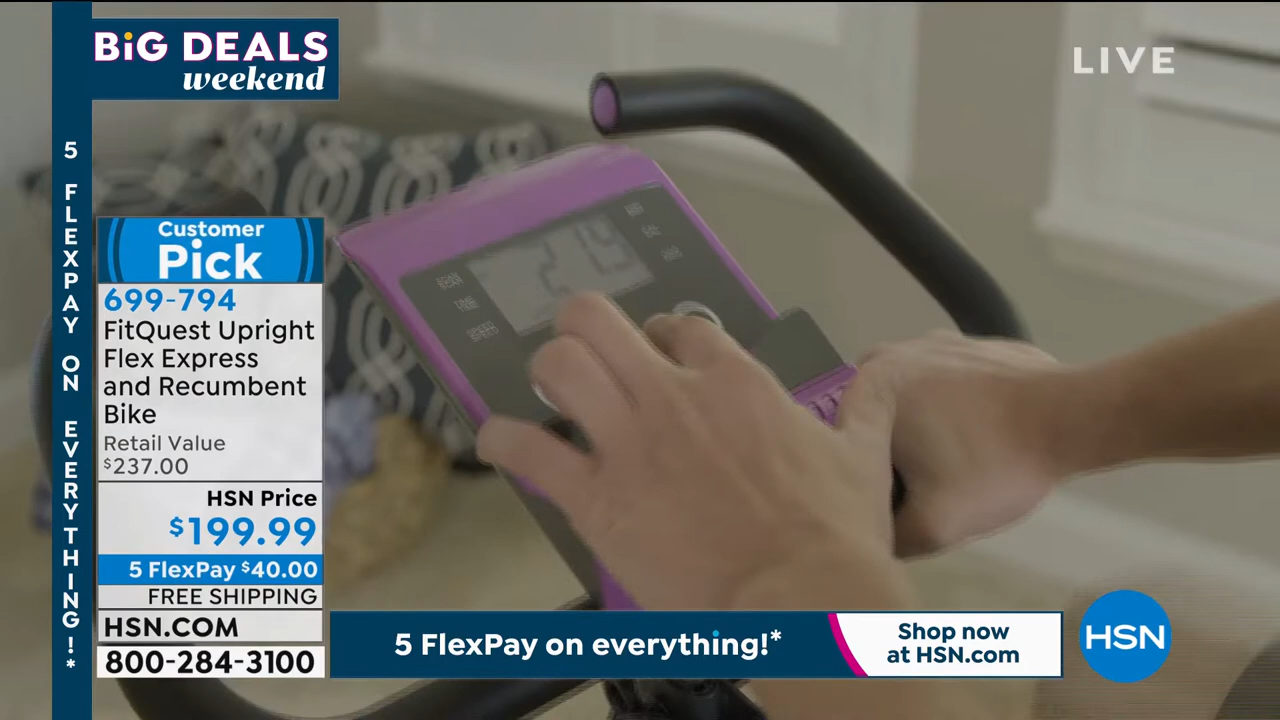 BiG DEALS
weekend
LIVE
5 FLEXPAY ON EVERYTHING!*
Customer
Pick
699-794
FitQuest Upright
Flex Express
and Recumbent
Bike
Retail Value
$237.00
HSN Price
$199.99
5 FlexPay $40.00
FREE SHIPPING
HSN.COM
800-284-3100
5 FlexPay on everything!*
Shop now
at HSN.com
HSN